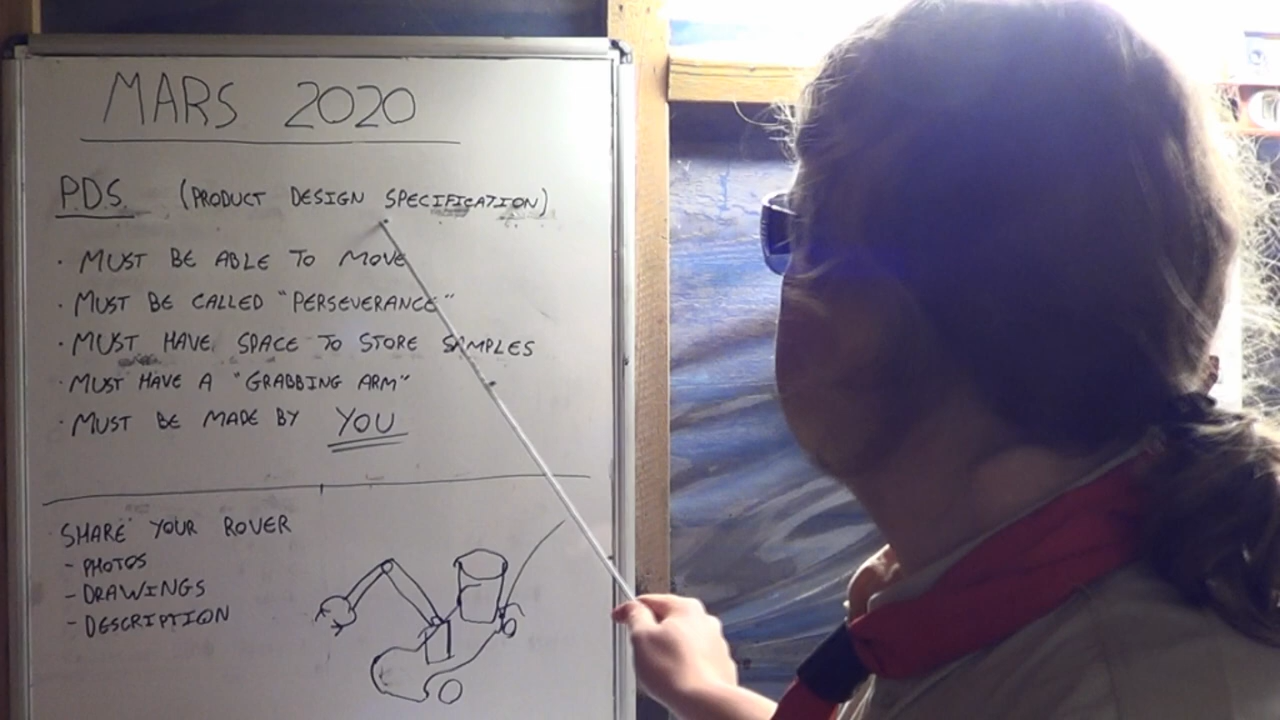 MARS 2020
PDS. (PRODUCT DESIGN SPECIFICATION)
· MUST BE ABLE TO MOVE
· MUST BE CALLED "PERSEVERANCE"
· MUST HAVE SPACE TO STORE SAMPLES
· MUST HAVE A "GRABBING ARM"
· MUST BE MADE BY YOU
SHARE YOUR ROVER
- PHOTOS
- DRAWINGS
- DESCRIPTION